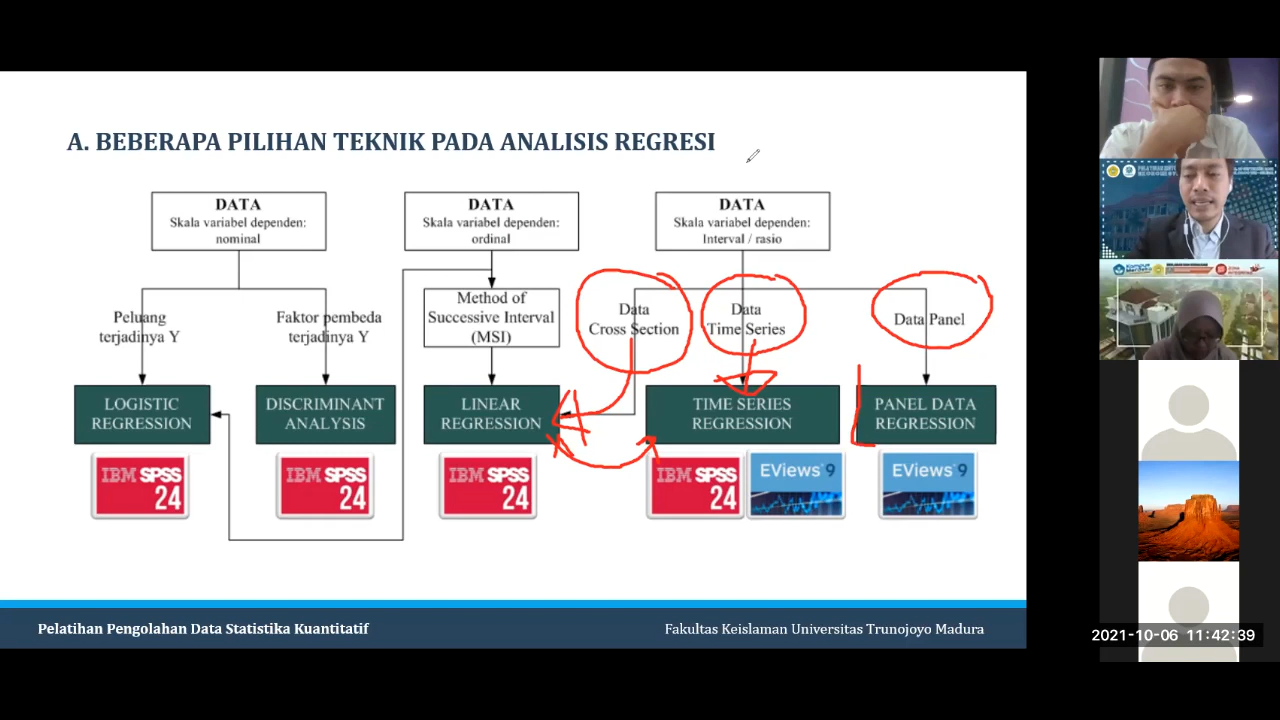 A. BEBERAPA PILIHAN TEKNIK PADA ANALISIS REGRESI
DATA
Skala variabel dependen:
nominal
DATA
Skala variabel dependen:
ordinal
DATA
Skala variabel dependen:
Interval / rasio
Peluang
terjadinya Y
Faktor pembeda
terjadinya Y
Method of
Successive Interval
(MSI)
Data
Cross Section
Data
Time Series
Data Panel
LOGISTIC
REGRESSION
DISCRIMINANT
ANALYSIS
LINEAR
REGRESSION
TIME SERIES
REGRESSION
PANEL DATA
REGRESSION
IBM SPSS
24
IBM SPSS
24
IBM SPSS
24
IBM SPSS
24
EViews 9
EViews 9
Pelatihan Pengolahan Data Statistika Kuantitatif
Fakultas Keislaman Universitas Trunojoyo Madura
2021-10-06 11:42:39